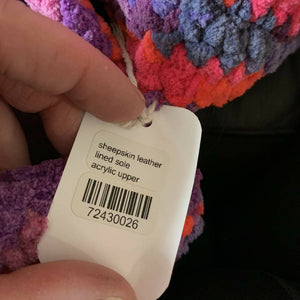 sheepskin leather
lined sole
acrylic upper
72430026